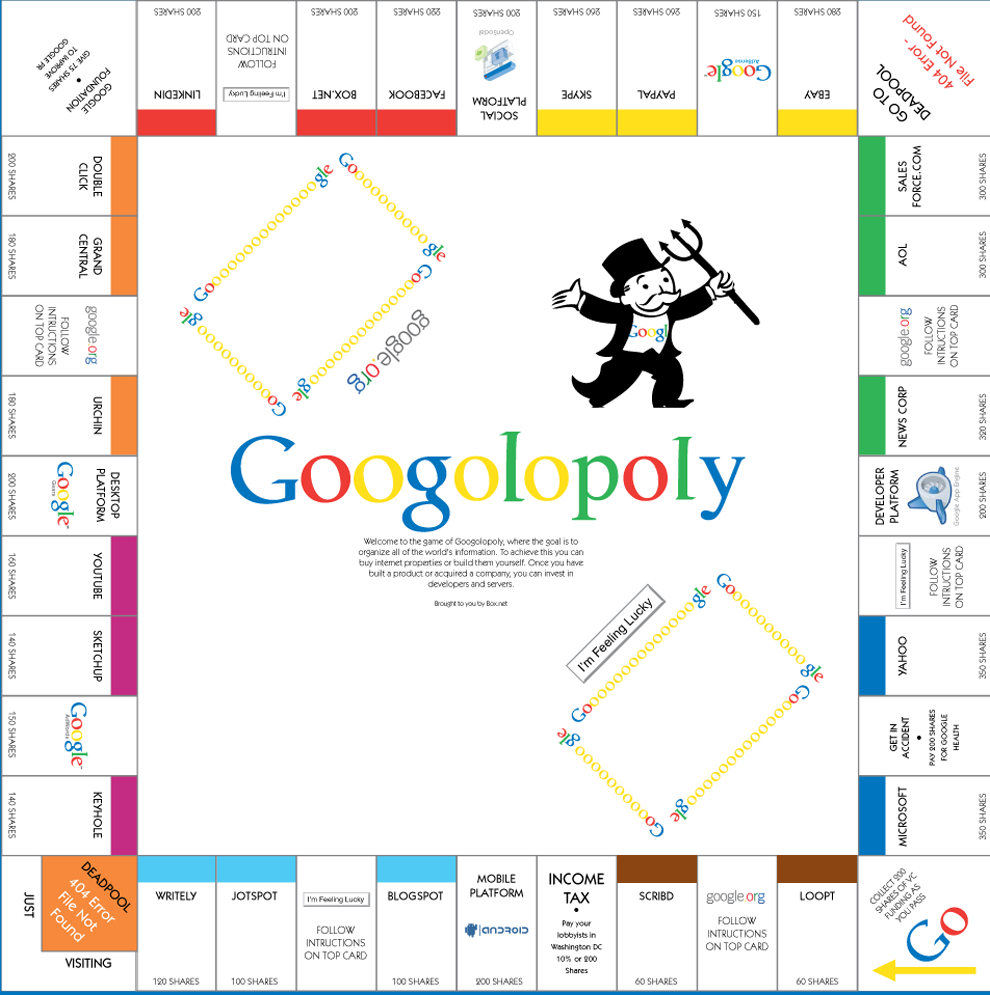 200 SHARES
LINKEDIN
FOLLOW
INTRUCTIONS
ON TOP CARD
I'm Feeling Lucky
200 SHARES
BOX.NET
220 SHARES
FACEBOOK
200 SHARES
OpenSocial
SOCIAL
PLATFORM
260 SHARES
SKYPE
260 SHARES
PAYPAL
150 SHARES
Google
AdSense
280 SHARES
EBAY
404 Error -
File Not Found
GO TO
DEADPOOL
GOOGLE
FOUNDATION
•
GIVE 75 SHARES
TO IMPROVE
GOOGLE PR
DOUBLE
CLICK
200 SHARES
GRAND
CENTRAL
180 SHARES
google.org
FOLLOW
INTRUCTIONS
ON TOP CARD
URCHIN
180 SHARES
DESKTOP
PLATFORM
Google
Gears
200 SHARES
YOUTUBE
160 SHARES
SKETCHUP
140 SHARES
Google
AdWords
150 SHARES
KEYHOLE
140 SHARES
SALES
FORCE.COM
300 SHARES
AOL
300 SHARES
google.org
FOLLOW
INTRUCTIONS
ON TOP CARD
NEWS CORP
320 SHARES
DEVELOPER
PLATFORM
Google App Engine
200 SHARES
I'm Feeling Lucky
FOLLOW
INTRUCTIONS
ON TOP CARD
YAHOO
350 SHARES
GET IN
ACCIDENT
•
PAY 200 SHARES
FOR GOOGLE
HEALTH
MICROSOFT
350 SHARES
google.org
Googl
Googolopoly
Welcome to the game of Googolopoly, where the goal is to
organize all of the world's information. To achieve this you can
buy internet properties or build them yourself. Once you have
built a product or acquired a company, you can invest in
developers and servers.
Brought to you by Box.net
I'm Feeling Lucky
DEADPOOL
404 Error
File Not
Found
JUST
VISITING
WRITELY
120 SHARES
JOTSPOT
100 SHARES
I'm Feeling Lucky
FOLLOW
INTRUCTIONS
ON TOP CARD
BLOGSPOT
100 SHARES
MOBILE
PLATFORM
android
200 SHARES
INCOME
TAX
•
Pay your
lobbyists in
Washington DC
10% or 200
Shares
SCRIBD
60 SHARES
google.org
FOLLOW
INTRUCTIONS
ON TOP CARD
LOOPT
60 SHARES
COLLECT 200
SHARES OF VC
FUNDING AS
YOU PASS
GO